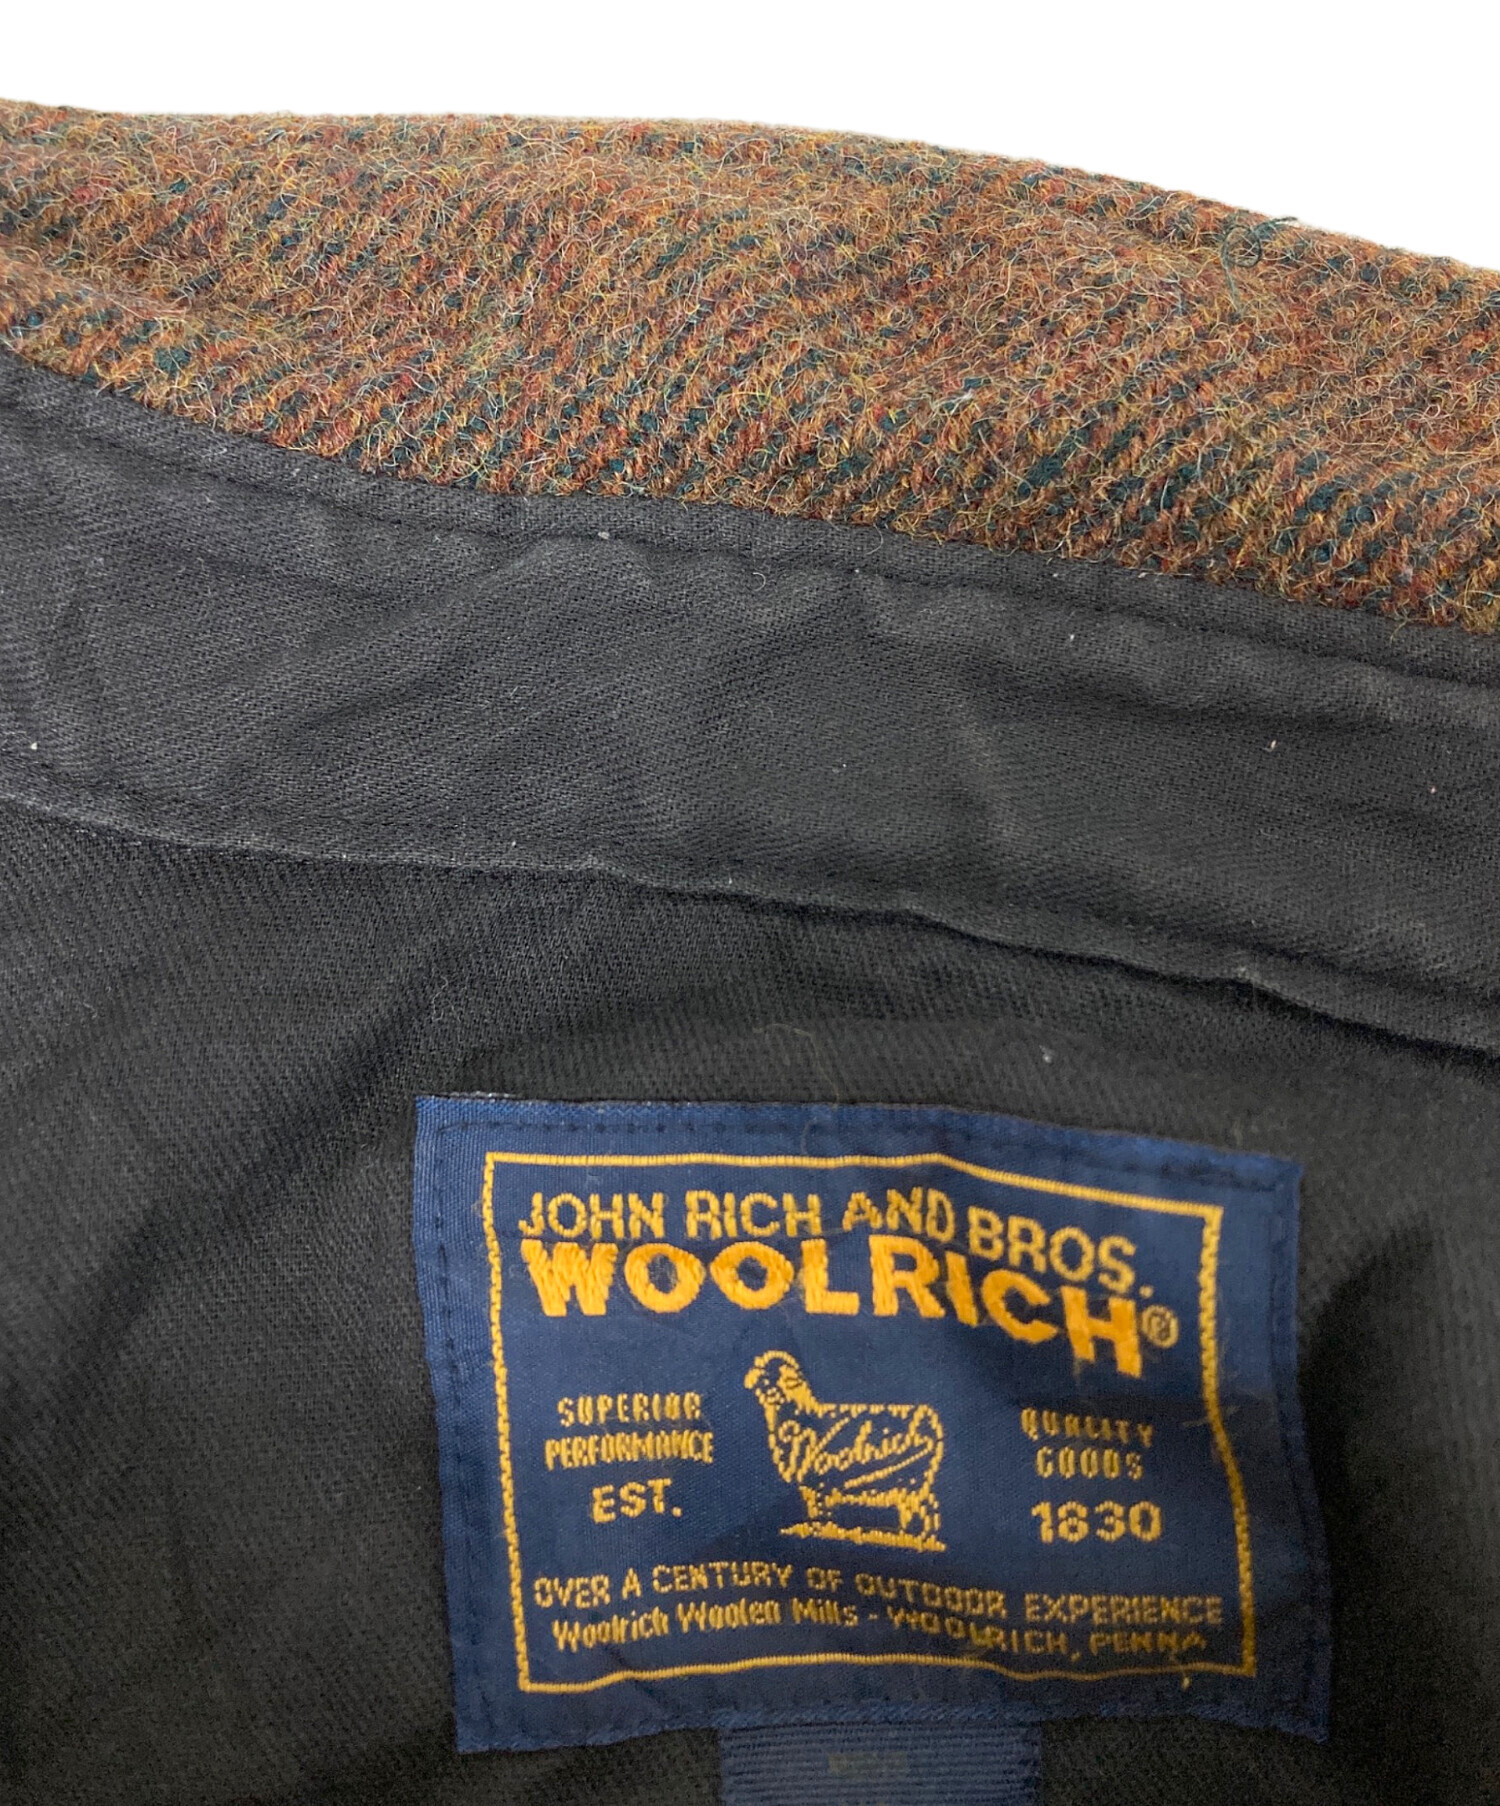 JOHN RICH AND BROS.
WOOLRICH®
SUPERIOR
PERFORMANCE
EST.
Woolrich
QUALITY
GOODS
1830
OVER A CENTURY OF OUTDOOR EXPERIENCE
Woolrich Woolen Mills - WOOLRICH, PENNA